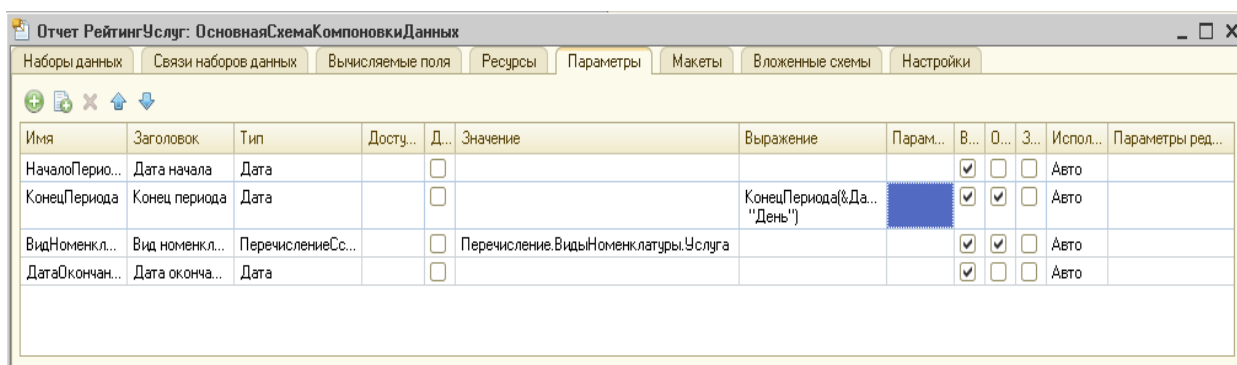 Отчет РейтингУслуг: ОсновнаяСхемаКомпоновкиДанных
Наборы данных Связи наборов данных Вычисляемые поля Ресурсы Параметры Макеты Вложенные схемы Настройки
Имя Заголовок Тип Досту... Д... Значение Выражение Парам... В... О... З... Испол... Параметры ред...
НачалоПерио... Дата начала Дата Авто
КонецПериода Конец периода Дата КонецПериода(&Да... Авто
"День")
ВидНоменкл... Вид номенкл... ПеречислениеСс... Перечисление.ВидыНоменклатуры.Услуга Авто
ДатаОкончан... Дата оконча... Дата Авто